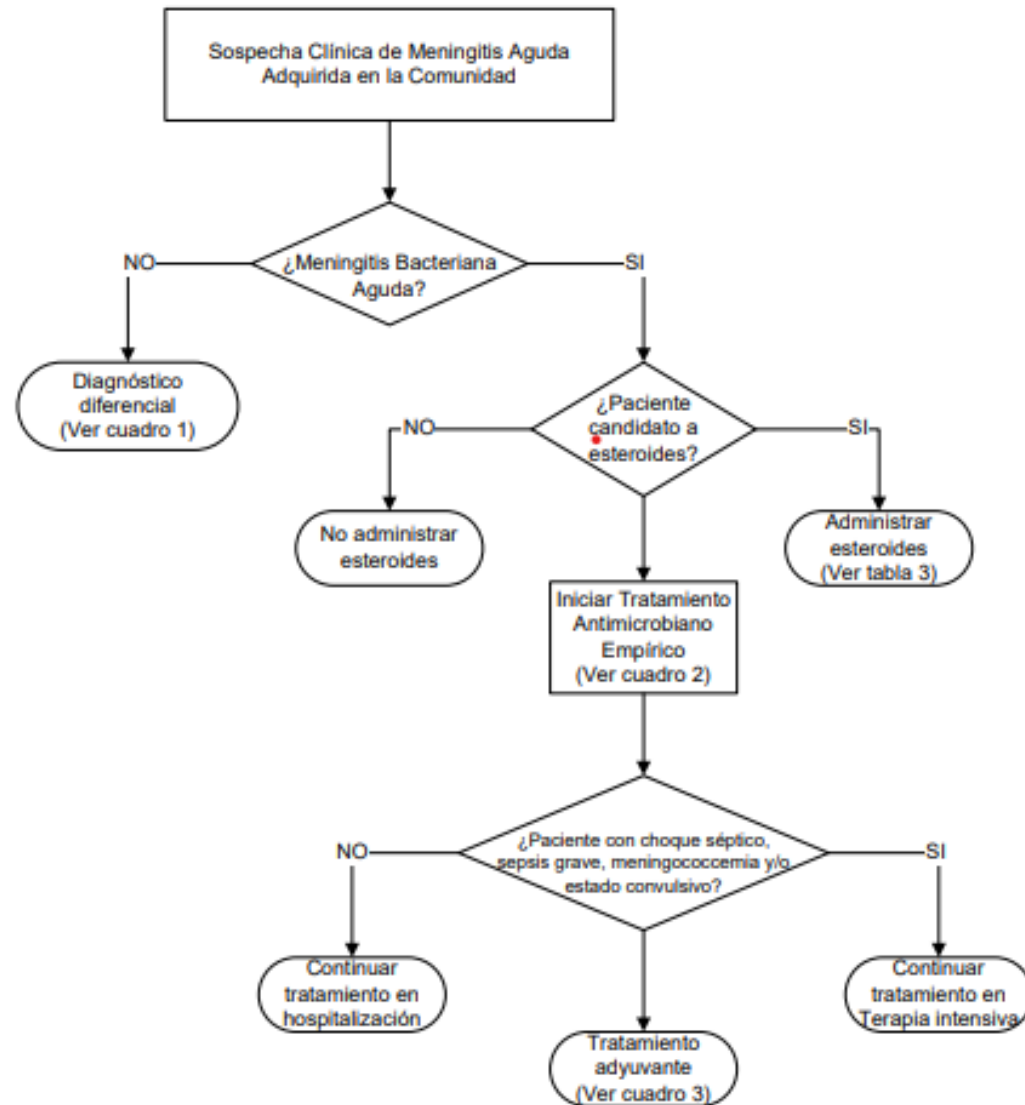 Sospecha Clínica de Meningitis Aguda
Adquirida en la Comunidad
NO
¿Meningitis Bacteriana
Aguda?
SI
Diagnóstico
diferencial
(Ver cuadro 1)
NO
¿Paciente
candidato a
esteroides?
SI
No administrar
esteroides
Administrar
esteroides
(Ver tabla 3)
Iniciar Tratamiento
Antimicrobiano
Empírico
(Ver cuadro 2)
NO
¿Paciente con choque séptico,
sepsis grave, meningococcemia y/o
estado convulsivo?
SI
Continuar
tratamiento en
hospitalización
Continuar
tratamiento en
Terapia intensiva
Tratamiento
adyuvante
(Ver cuadro 3)